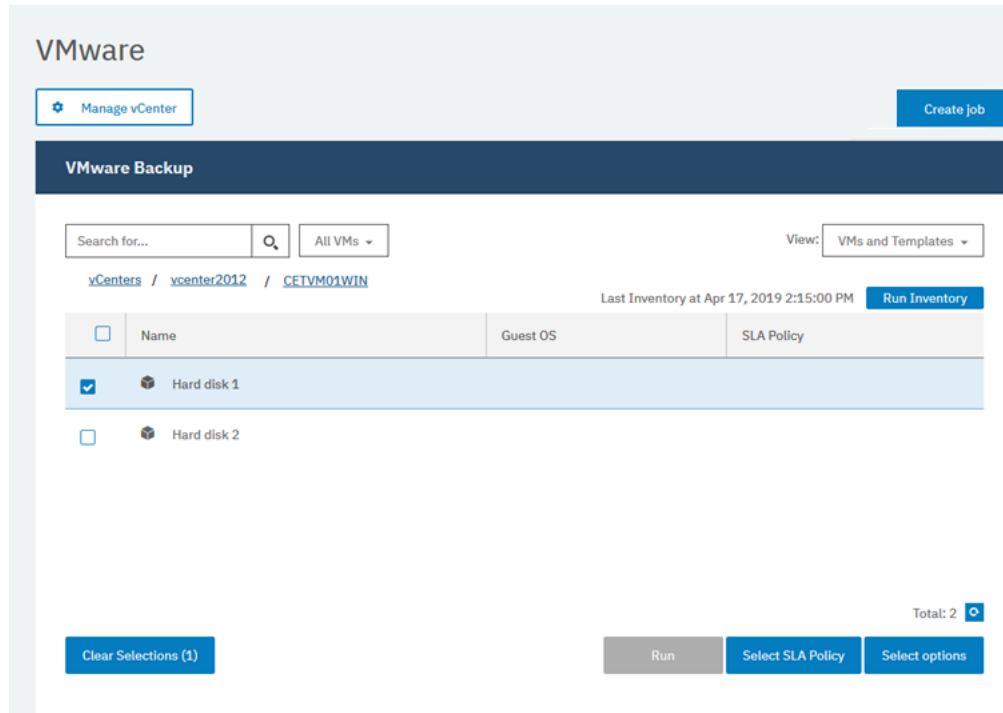 VMware
Manage vCenter
Create job
VMware Backup
Search for...
All VMs
View: VMs and Templates
vCenters / vcenter2012 / CETVM01WIN
Last Inventory at Apr 17, 2019 2:15:00 PM Run Inventory
Name Guest OS SLA Policy
Hard disk 1
Hard disk 2
Total: 2
Clear Selections (1) Run Select SLA Policy Select options